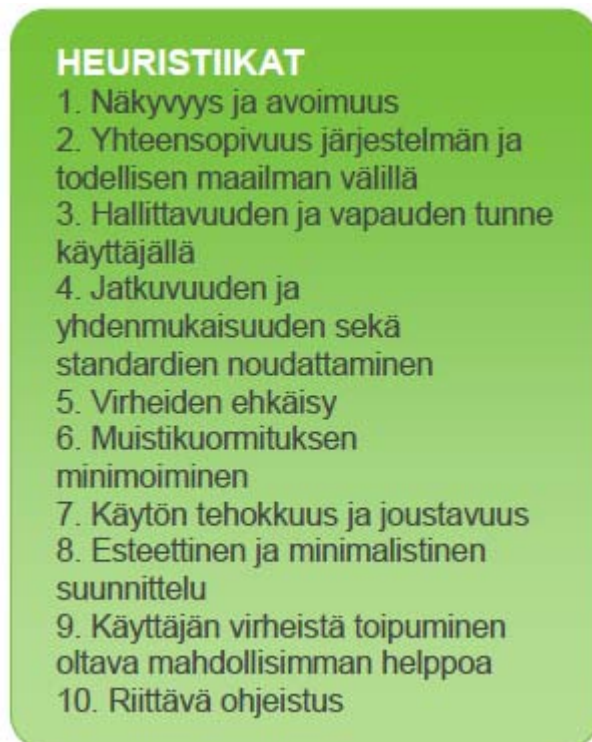 HEURISTIIKAT
1. Näkyvyys ja avoimuus
2. Yhteensopivuus järjestelmän ja
todellisen maailman välillä
3. Hallittavuuden ja vapauden tunne
käyttäjällä
4. Jatkuvuuden ja
yhdenmukaisuuden sekä
standardien noudattaminen
5. Virheiden ehkäisy
6. Muistikuormituksen
minimoiminen
7. Käytön tehokkuus ja joustavuus
8. Esteettinen ja minimalistinen
suunnittelu
9. Käyttäjän virheistä toipuminen
oltava mahdollisimman helppoa
10. Riittävä ohjeistus